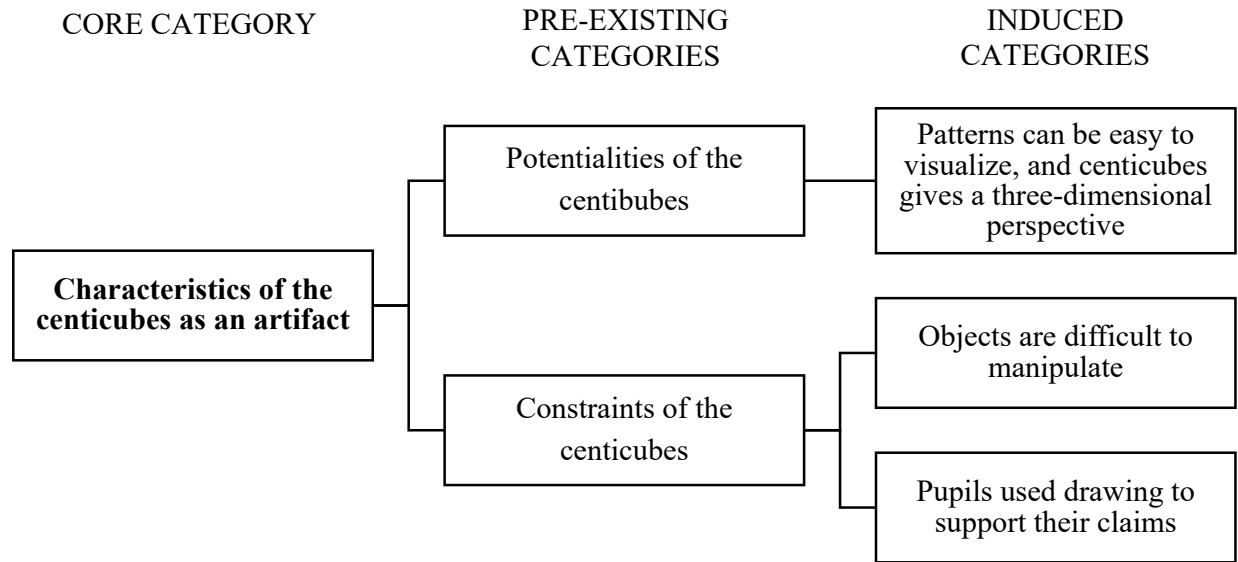 CORE CATEGORY
PRE-EXISTING
CATEGORIES
INDUCED
CATEGORIES
Characteristics of the
centicubes as an artifact
Potentialities of the
centibubes
Patterns can be easy to
visualize, and centicubes
gives a three-dimensional
perspective
Constraints of the
centicubes
Objects are difficult to
manipulate
Pupils used drawing to
support their claims